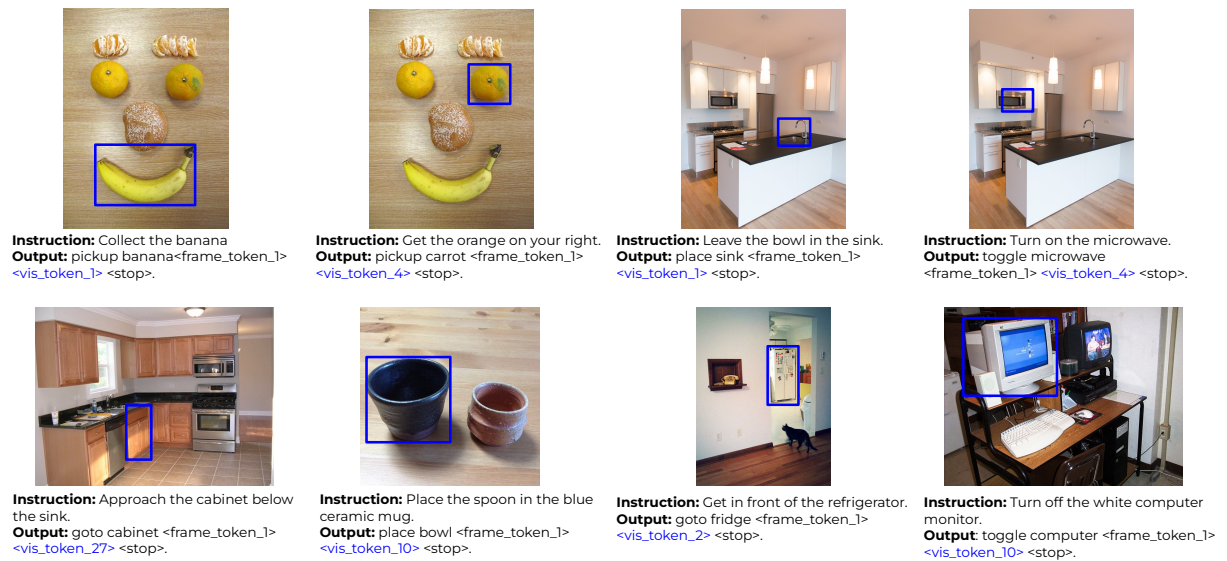 Instruction: Collect the banana
Output: pickup banana<frame_token_1>
<vis_token_1> <stop>.
Instruction: Get the orange on your right.
Output: pickup carrot <frame_token_1>
<vis_token_4> <stop>.
Instruction: Leave the bowl in the sink.
Output: place sink <frame_token_1>
<vis_token_1> <stop>.
Instruction: Turn on the microwave.
Output: toggle microwave
<frame_token_1> <vis_token_4> <stop>.
Instruction: Approach the cabinet below
the sink.
Output: goto cabinet <frame_token_1>
<vis_token_27> <stop>.
Instruction: Place the spoon in the blue
ceramic mug.
Output: place bowl <frame_token_1>
<vis_token_10> <stop>.
Instruction: Get in front of the refrigerator.
Output: goto fridge <frame_token_1>
<vis_token_2> <stop>.
Instruction: Turn off the white computer
monitor.
Output: toggle computer <frame_token_1>
<vis_token_10> <stop>.